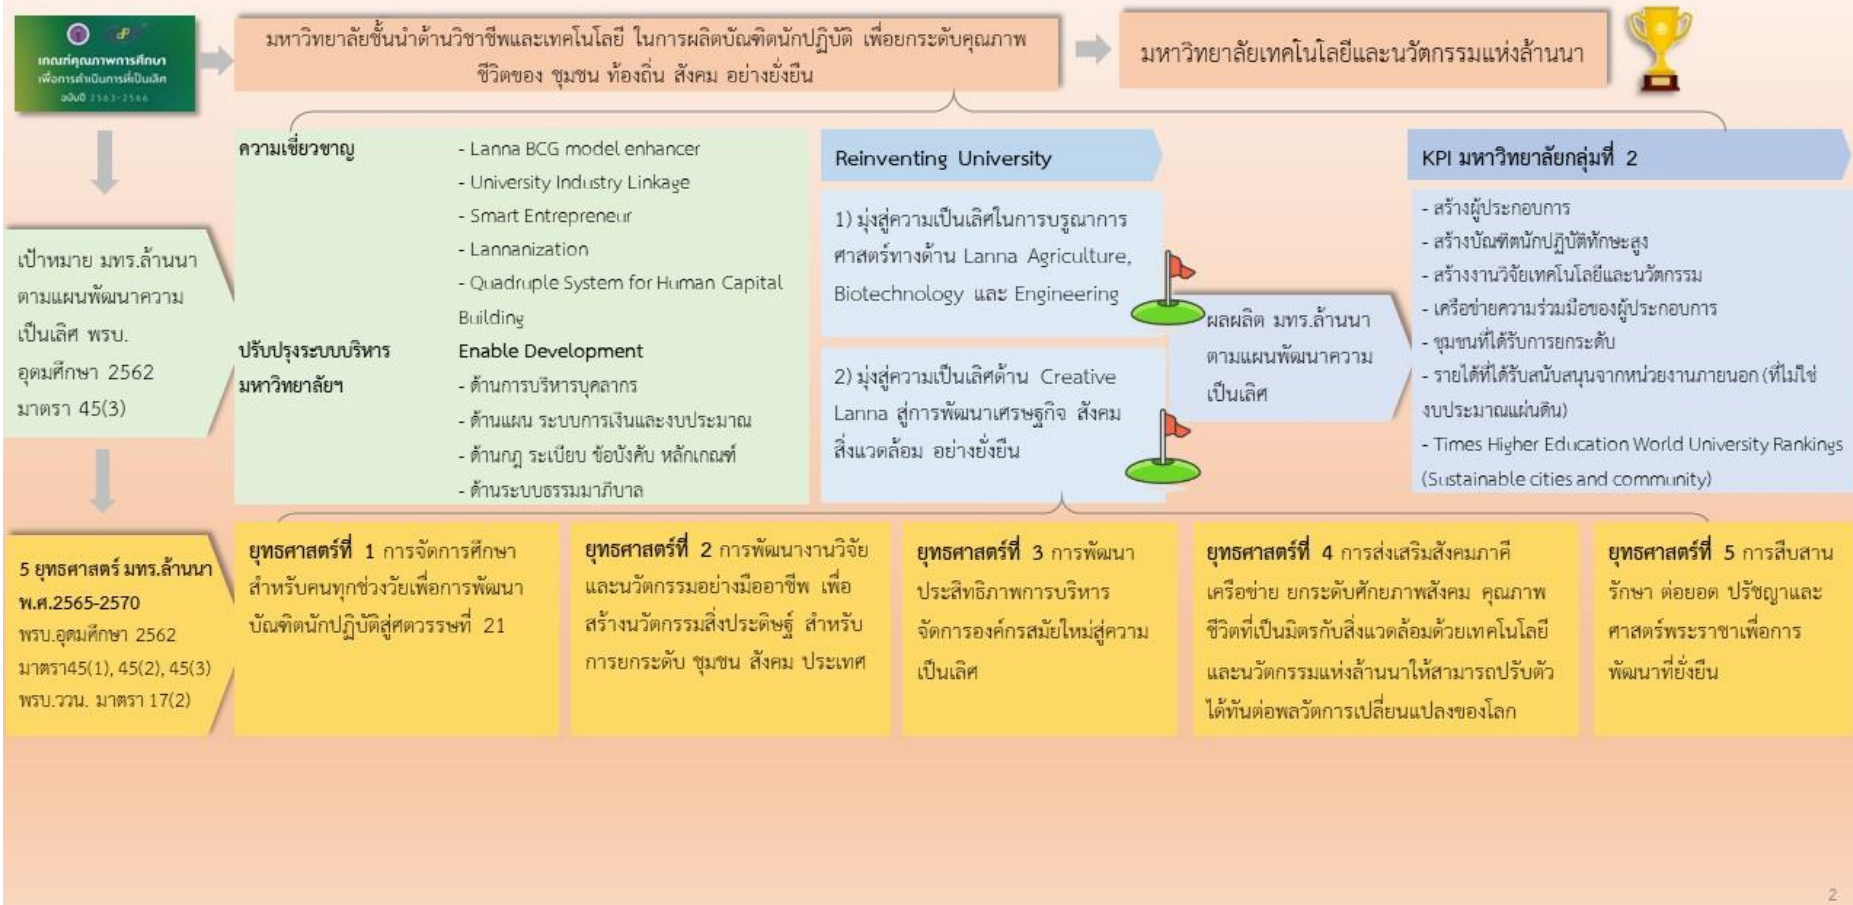 เกณฑ์คุณภาพการศึกษา
เพื่อการดำเนินการที่เป็นเลิศ
ฉบับปี 2563-2566
มหาวิทยาลัยชั้นนำด้านวิชาชีพและเทคโนโลยี ในการผลิตบัณฑิตนักปฏิบัติ เพื่อยกระดับคุณภาพ
ชีวิตของ ชุมชน ท้องถิ่น สังคม อย่างยั่งยืน
มหาวิทยาลัยเทคโนโลยีและนวัตกรรมแห่งล้านนา
เป้าหมาย มทร.ล้านนา
ตามแผนพัฒนาความ
เป็นเลิศ พรบ.
อุดมศึกษา 2562
มาตรา 45(3)
ความเชี่ยวชาญ
- Lanna BCG model enhancer
- University Industry Linkage
- Smart Entrepreneur
- Lannanization
- Quadruple System for Human Capital
Building
ปรับปรุงระบบบริหาร
มหาวิทยาลัยฯ
Enable Development
- ด้านการบริหารบุคลากร
- ด้านแผน ระบบการเงินและงบประมาณ
- ด้านกฎ ระเบียบ ข้อบังคับ หลักเกณฑ์
- ด้านระบบธรรมมาภิบาล
Reinventing University
1) มุ่งสู่ความเป็นเลิศในการบรูณาการ
ศาสตร์ทางด้าน Lanna Agriculture,
Biotechnology และ Engineering
2) มุ่งสู่ความเป็นเลิศด้าน Creative
Lanna สู่การพัฒนาเศรษฐกิจ สังคม
สิ่งแวดล้อม อย่างยั่งยืน
ผลผลิต มทร.ล้านนา
ตามแผนพัฒนาความ
เป็นเลิศ
KPI มหาวิทยาลัยกลุ่มที่ 2
- สร้างผู้ประกอบการ
- สร้างบัณฑิตนักปฏิบัติทักษะสูง
- สร้างงานวิจัยเทคโนโลยีและนวัตกรรม
- เครือข่ายความร่วมมือของผู้ประกอบการ
- ชุมชนที่ได้รับการยกระดับ
- รายได้ที่ได้รับสนับสนุนจากหน่วยงานภายนอก (ที่ไม่ใช่
งบประมาณแผ่นดิน)
- Times Higher Education World University Rankings
(Sustainable cities and community)
5 ยุทธศาสตร์ มทร.ล้านนา
พ.ศ.2565-2570
พรบ.อุดมศึกษา 2562
มาตรา45(1), 45(2), 45(3)
พรบ.ววน. มาตรา 17(2)
ยุทธศาสตร์ที่ 1 การจัดการศึกษา
สำหรับคนทุกช่วงวัยเพื่อการพัฒนา
บัณฑิตนักปฏิบัติสู่ศตวรรษที่ 21
ยุทธศาสตร์ที่ 2 การพัฒนางานวิจัย
และนวัตกรรมอย่างมืออาชีพ เพื่อ
สร้างนวัตกรรมสิ่งประดิษฐ์ สำหรับ
การยกระดับ ชุมชน สังคม ประเทศ
ยุทธศาสตร์ที่ 3 การพัฒนา
ประสิทธิภาพการบริหาร
จัดการองค์กรสมัยใหม่สู่ความ
เป็นเลิศ
ยุทธศาสตร์ที่ 4 การส่งเสริมสังคมภาคี
เครือข่าย ยกระดับศักยภาพสังคม คุณภาพ
ชีวิตที่เป็นมิตรกับสิ่งแวดล้อมด้วยเทคโนโลยี
และนวัตกรรมแห่งล้านนาให้สามารถปรับตัว
ได้ทันต่อพลวัตการเปลี่ยนแปลงของโลก
ยุทธศาสตร์ที่ 5 การสืบสาน
รักษา ต่อยอด ปรัชญาและ
ศาสตร์พระราชาเพื่อการ
พัฒนาที่ยั่งยืน
2